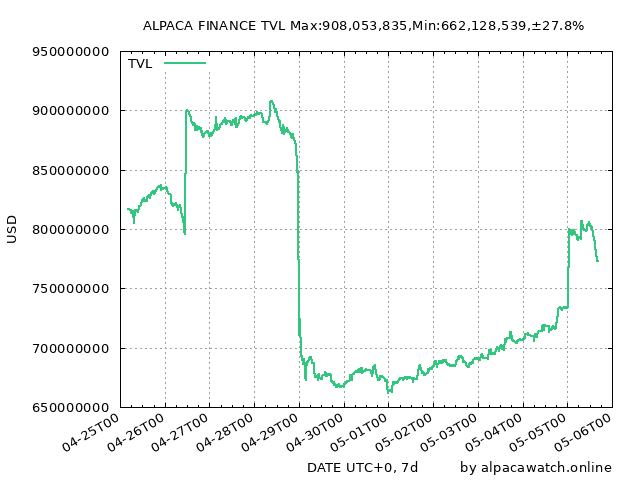 ALPACA FINANCE TVL Max:908,053,835,Min:662,128,539,±27.8%
950000000
TVL
900000000
850000000
800000000
USD
750000000
700000000
650000000
04-25T00
04-26T00
04-27T00
04-28T00
04-29T00
04-30T00
05-01T00
05-02T00
05-03T00
05-04T00
05-05T00
05-06T00
DATE UTC+0, 7d
by alpacawatch.online